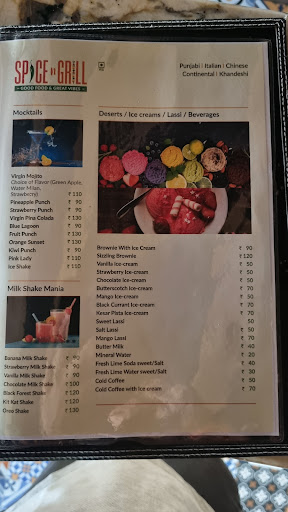 SPICE N GRILL
GOOD FOOD & GREAT VIBES
Punjabi | Italian | Chinese
Continental | Khandeshi
Mocktails
Virgin Mojito
Choice of Flavor (Green Apple,
Water Milan,
Strawbery) ₹ 110
Pineapple Punch ₹ 90
Strawberry Punch ₹ 90
Virgin Pina Colada ₹ 130
Blue Lagoon ₹ 90
Fruit Punch ₹ 130
Orange Sunset ₹ 130
Kiwi Punch ₹ 90
Pink Lady ₹ 110
Ice Shake ₹ 110
Milk Shake Mania
Banana Milk Shake ₹ 90
Strawberry Milk Shake ₹ 90
Vanilla Milk Shake ₹ 90
Chocolate Milk Shake ₹ 100
Black Forest Shake ₹ 120
Kit Kat Shake ₹ 120
Oreo Shake ₹ 130
Deserts / Ice creams / Lassi / Beverages
Brownie With Ice Cream ₹ 90
Sizzling Brownie ₹ 120
Vanilla Ice-cream ₹ 50
Strawberry Ice-cream ₹ 50
Chocolate Ice-cream ₹ 70
Butterscotch Ice-cream ₹ 70
Mango Ice-cream ₹ 70
Black Currant Ice-cream ₹ 70
Kesar Pista Ice-cream ₹ 70
Sweet Lassi 50
Salt Lassi ₹ 50
Mango Lassi ₹ 70
Butter Milk ₹ 40
Mineral Water ₹ 20
Fresh Lime Soda sweet/Salt ₹ 40
Fresh Lime Water sweet/Salt ₹ 30
Cold Coffee ₹ 50
Cold Coffee with Ice cream ₹ 70